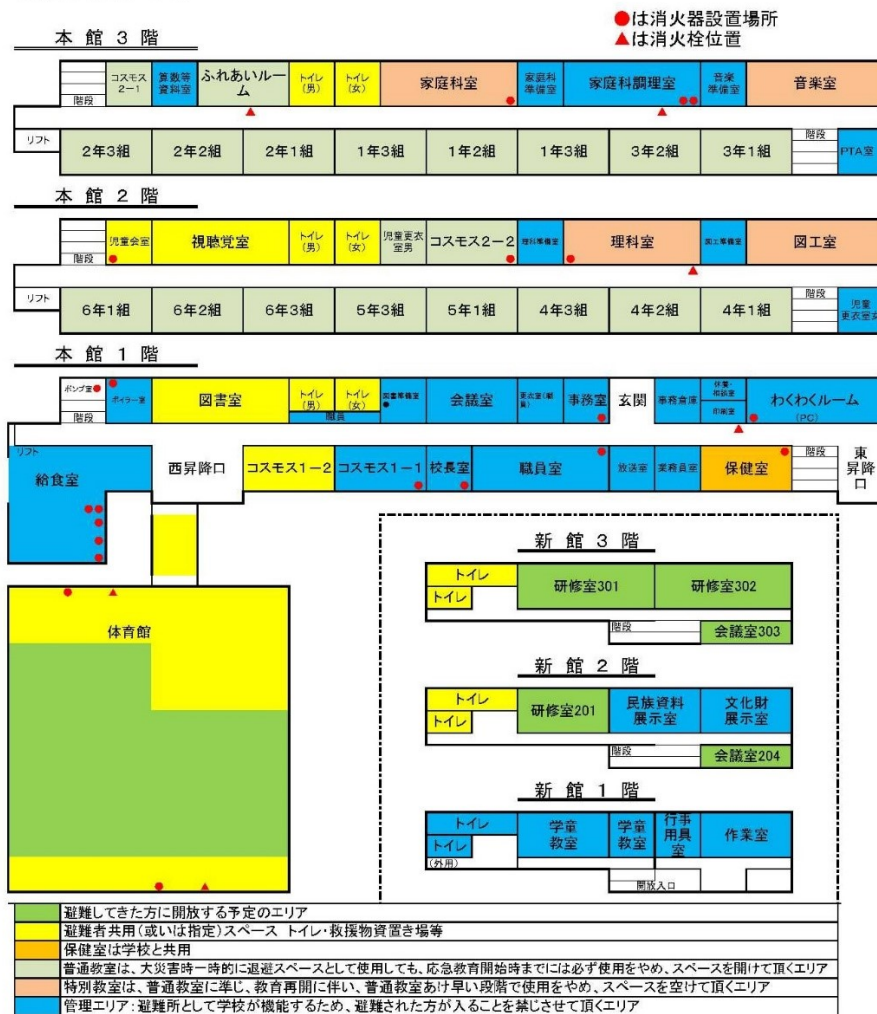 ●は消火器設置場所
▲は消火栓位置
本 館 3 階
階段
コスモス
2-1
算数等
資料室
ふれあいルー
ム
トイレ
(男)
トイレ
(女)
家庭科室
家庭科
準備室
家庭科調理室
音楽
準備室
音楽室
リフト
2年3組
2年2組
2年1組
1年3組
1年2組
1年3組
3年2組
3年1組
階段
PTA室
本 館 2 階
階段
児童会室
視聴覚室
トイレ
(男)
トイレ
(女)
児童更衣
室男
コスモス2-2
理科準備室
理科室
図工準備室
図工室
リフト
6年1組
6年2組
6年3組
5年3組
5年1組
4年3組
4年2組
4年1組
階段
児童
更衣室女
本 館 1 階
ポンプ室
階段
ボイラー室
図書室
トイレ
(男)
トイレ
(女)
職員
図書準備室
会議室
更衣室(職
員)
事務室
玄関
事務倉庫
休養・
相談室
印刷室
わくわくルーム
(PC)
リフト
給食室
西昇降口
コスモス1-2
コスモス1-1
校長室
職員室
放送室
業務員室
保健室
階段
東
昇降
口
体育館
新 館 3 階
トイレ
トイレ
研修室301
研修室302
階段
会議室303
新 館 2 階
トイレ
トイレ
研修室201
民族資料
展示室
文化財
展示室
階段
会議室204
新 館 1 階
トイレ
トイレ
(外用)
学童
教室
学童
教室
行事
用具
室
作業室
開放入口
避難してきた方に開放する予定のエリア
避難者共用(或いは指定)スペース トイレ・救援物資置き場等
保健室は学校と共用
普通教室は、大災害時一時的に退避スペースとして使用しても、応急教育開始時までには必ず使用をやめ、スペースを開けて頂くエリア
特別教室は、普通教室に準じ、教育再開に伴い、普通教室あけ早い段階で使用をやめ、スペースを空けて頂くエリア
管理エリア:避難所として学校が機能するため、避難された方が入ることを禁じさせて頂くエリア